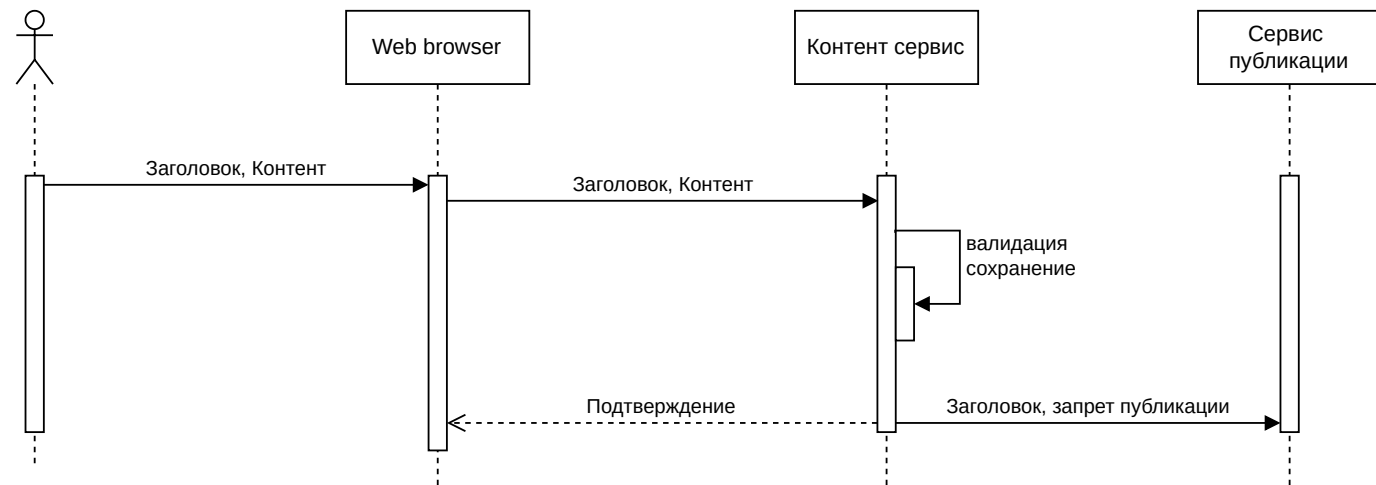 Web browser
Контент сервис
Сервис
публикации
Заголовок, Контент
Заголовок, Контент
валидация
сохранение
Подтверждение
Заголовок, запрет публикации